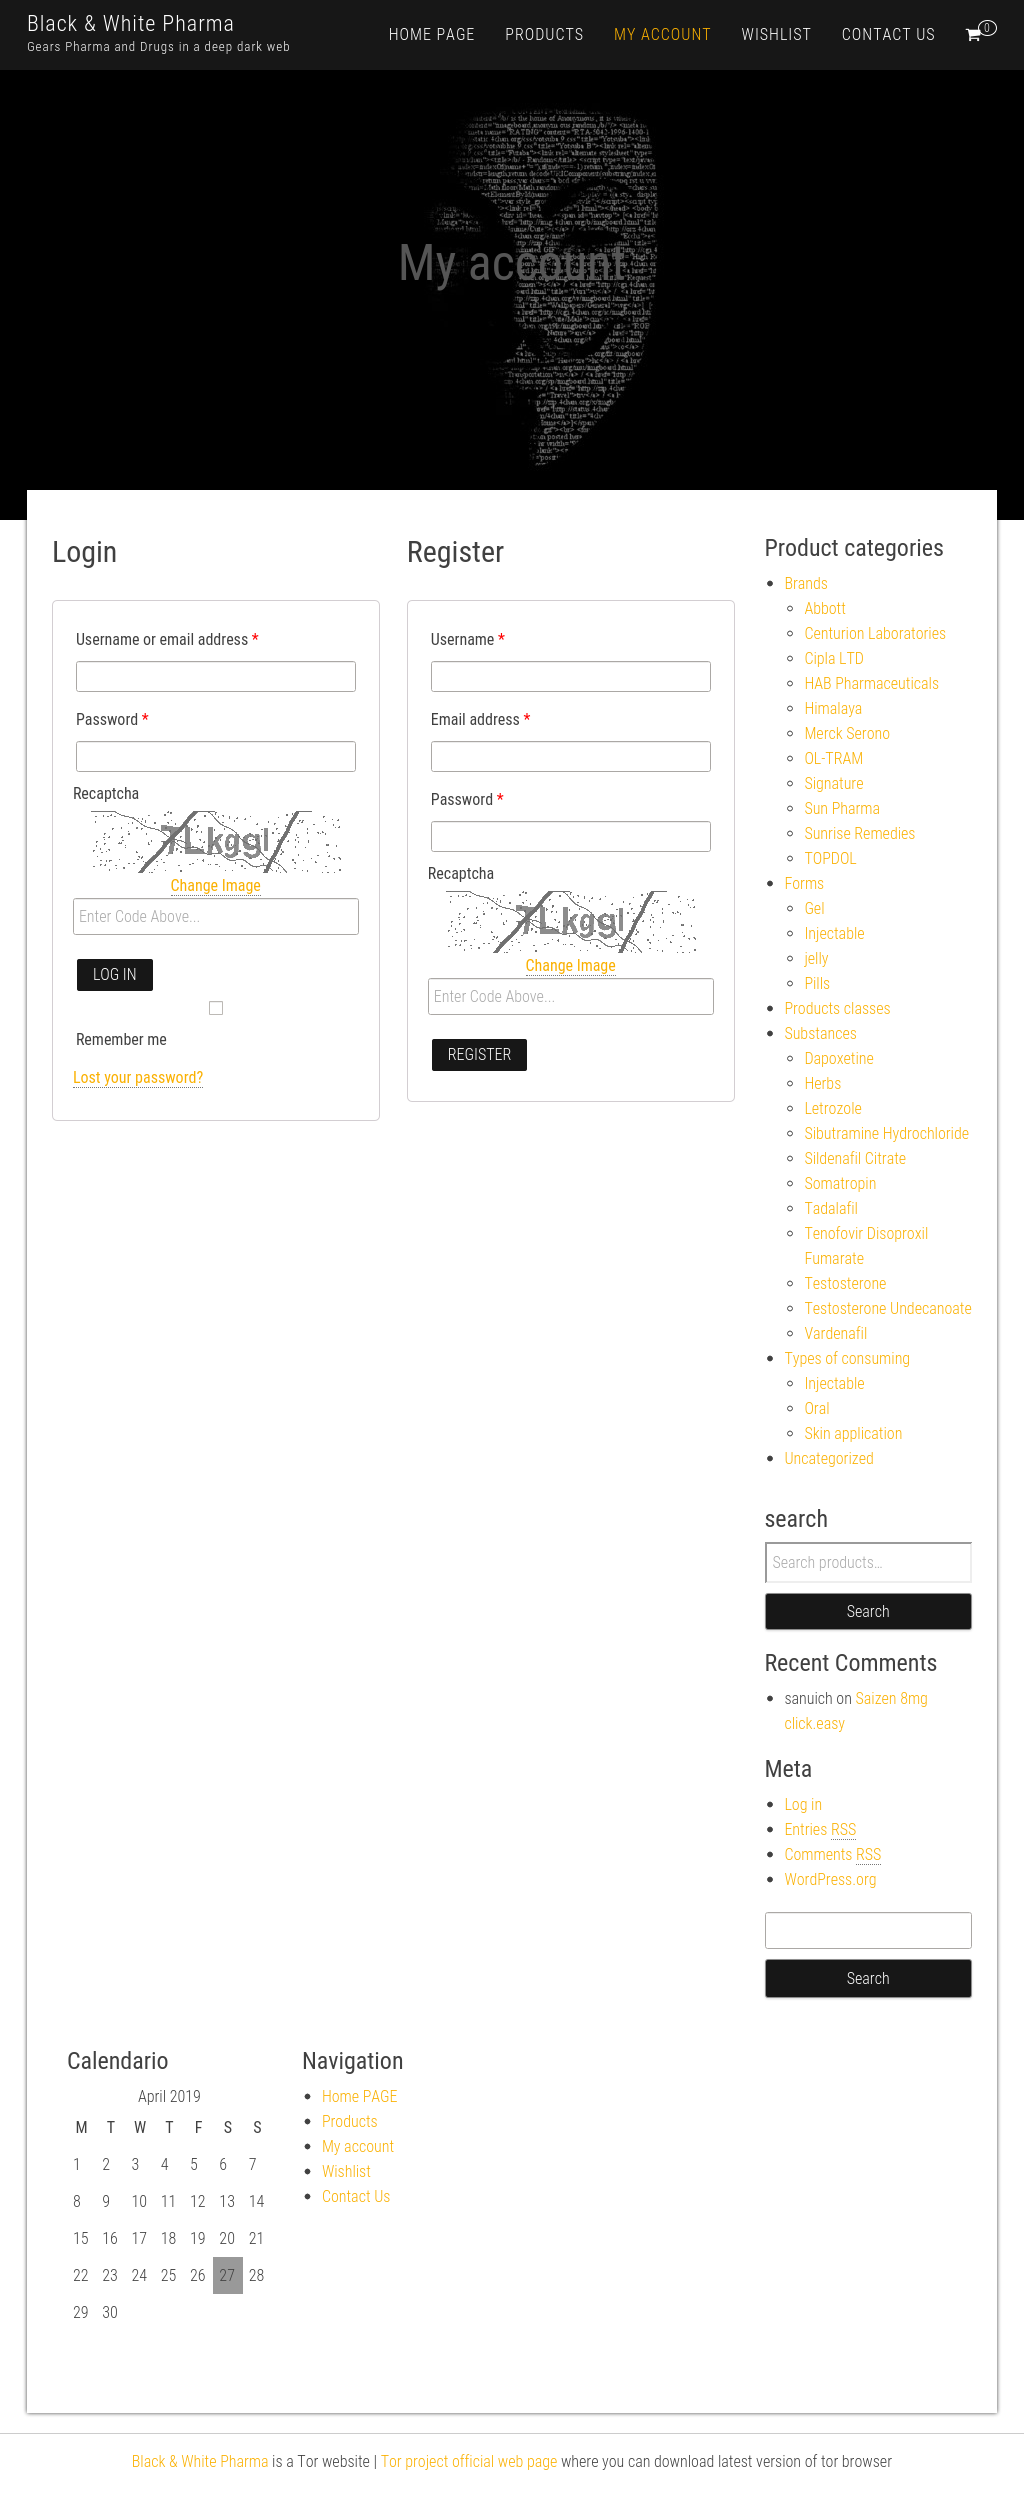 Black & White Pharma
Gears Pharma and Drugs in a deep dark web
HOME PAGE
PRODUCTS
MY ACCOUNT
WISHLIST
CONTACT US
0
My account
Login
Username or email address *
Password *
Recaptcha
7Lkgsl
Change Image
Enter Code Above...
LOG IN
Remember me
Lost your password?
Register
Username *
Email address *
Password *
Recaptcha
7Lkgsl
Change Image
Enter Code Above...
REGISTER
Product categories
Brands
Abbott
Centurion Laboratories
Cipla LTD
HAB Pharmaceuticals
Himalaya
Merck Serono
OL-TRAM
Signature
Sun Pharma
Sunrise Remedies
TOPDOL
Forms
Gel
Injectable
jelly
Pills
Products classes
Substances
Dapoxetine
Herbs
Letrozole
Sibutramine Hydrochloride
Sildenafil Citrate
Somatropin
Tadalafil
Tenofovir Disoproxil
Fumarate
Testosterone
Testosterone Undecanoate
Vardenafil
Types of consuming
Injectable
Oral
Skin application
Uncategorized
search
Search products...
Search
Recent Comments
sanuich on Saizen 8mg
click.easy
Meta
Log in
Entries RSS
Comments RSS
WordPress.org
Search
Calendario
April 2019
M T W T F S S
1 2 3 4 5 6 7
8 9 10 11 12 13 14
15 16 17 18 19 20 21
22 23 24 25 26 27 28
29 30
Navigation
Home PAGE
Products
My account
Wishlist
Contact Us
Black & White Pharma is a Tor website | Tor project official web page where you can download latest version of tor browser